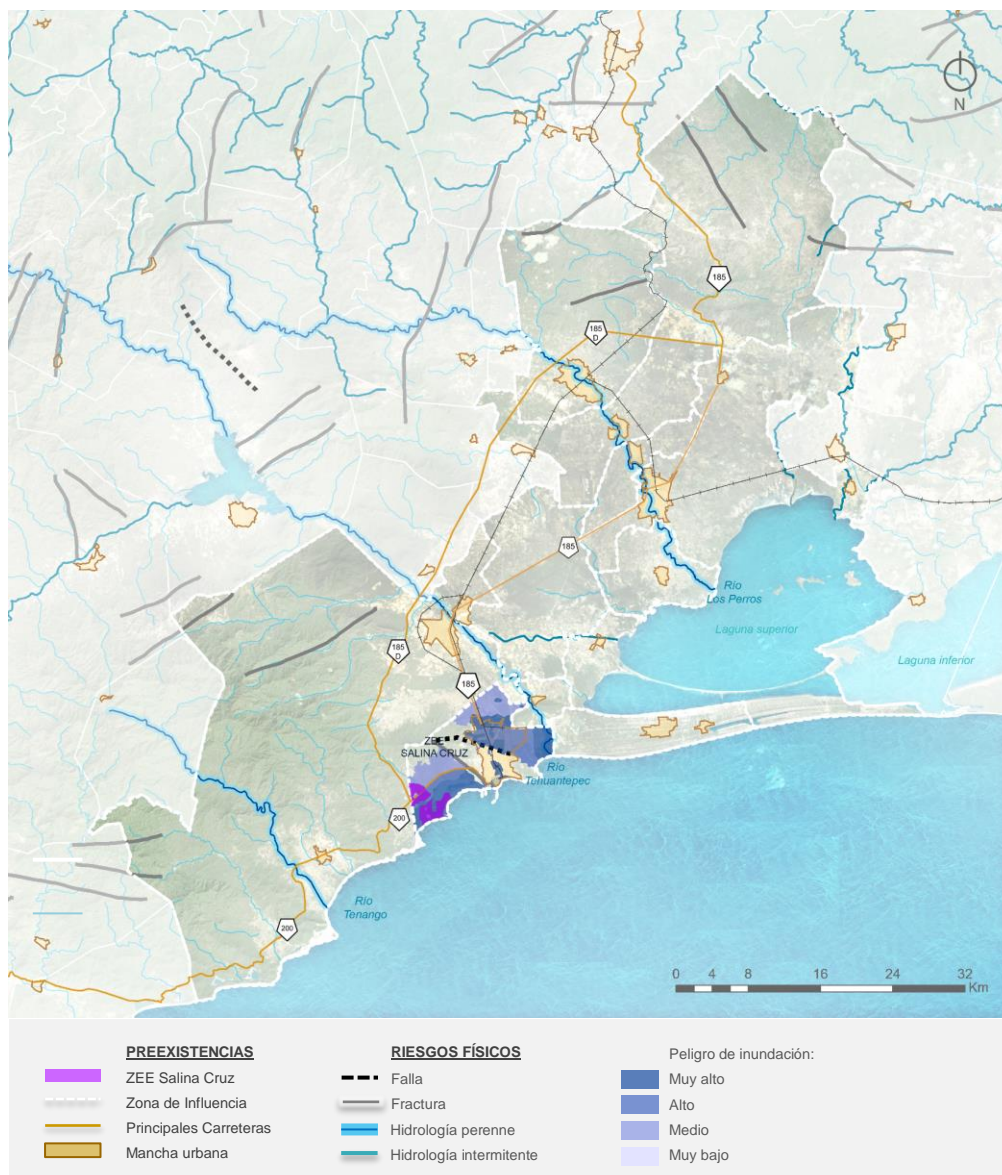 N
185
185
D
185
Río
Los Perros
Laguna superior
Laguna inferior
185
D
185
ZEE
SALINA CRUZ
Río
Tehuantepec
200
Río
Tenango
200
0 4 8 16 24 32
Km
PREEXISTENCIAS
ZEE Salina Cruz
Zona de Influencia
Principales Carreteras
Mancha urbana
RIESGOS FÍSICOS
Falla
Fractura
Hidrología perenne
Hidrología intermitente
Peligro de inundación:
Muy alto
Alto
Medio
Muy bajo